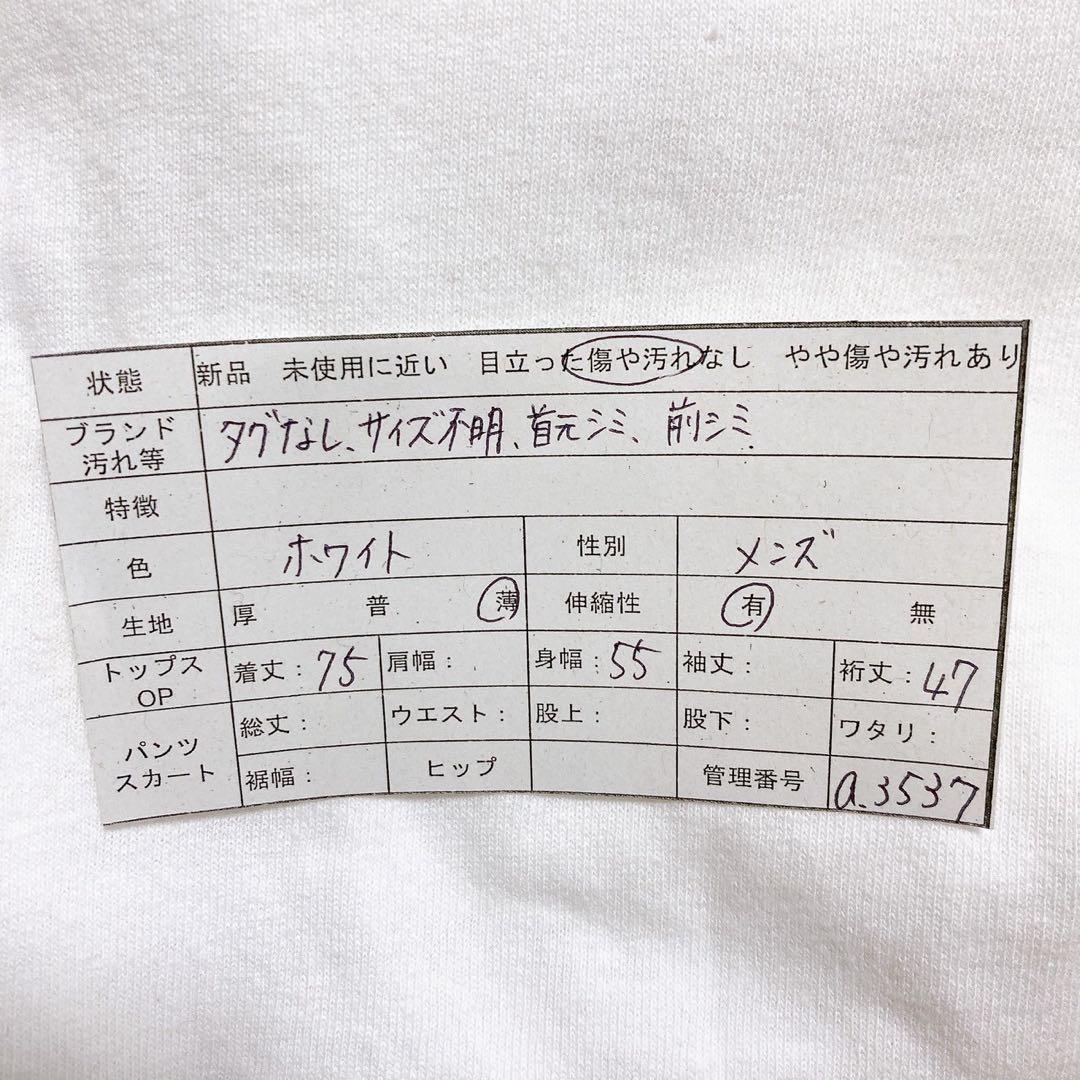 状態 新品 未使用に近い 目立った傷や汚れなし やや傷や汚れあり
ブランド
汚れ等 タグなし、サイズ不明、首元シミ、前シミ
特徴
色 ホワイト 性別 メンズ
生地 厚 普 薄 伸縮性 有 無
トップス
OP 着丈：75 肩幅： 身幅：55 袖丈： 裄丈：47
パンツ
スカート
総丈： ウエスト： 股上： 股下： ワタリ：
裾幅： ヒップ 管理番号 a.3537